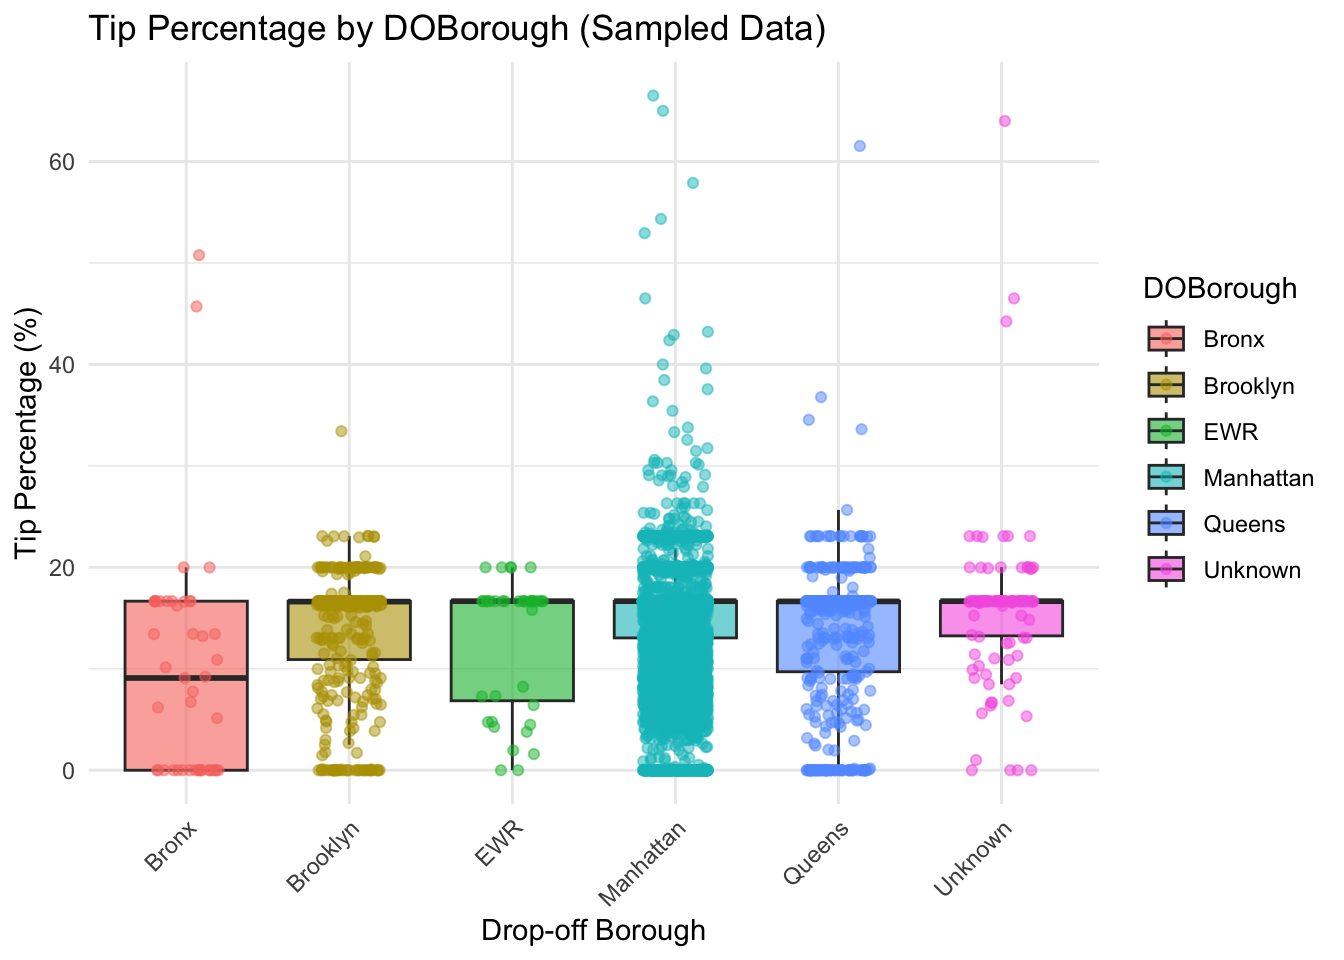 Tip Percentage by DOBorough (Sampled Data)
Tip Percentage (%)
60
40
20
0
Bronx
Brooklyn
EWR
Manhattan
Queens
Unknown
Drop-off Borough
DOBorough
Bronx
Brooklyn
EWR
Manhattan
Queens
Unknown